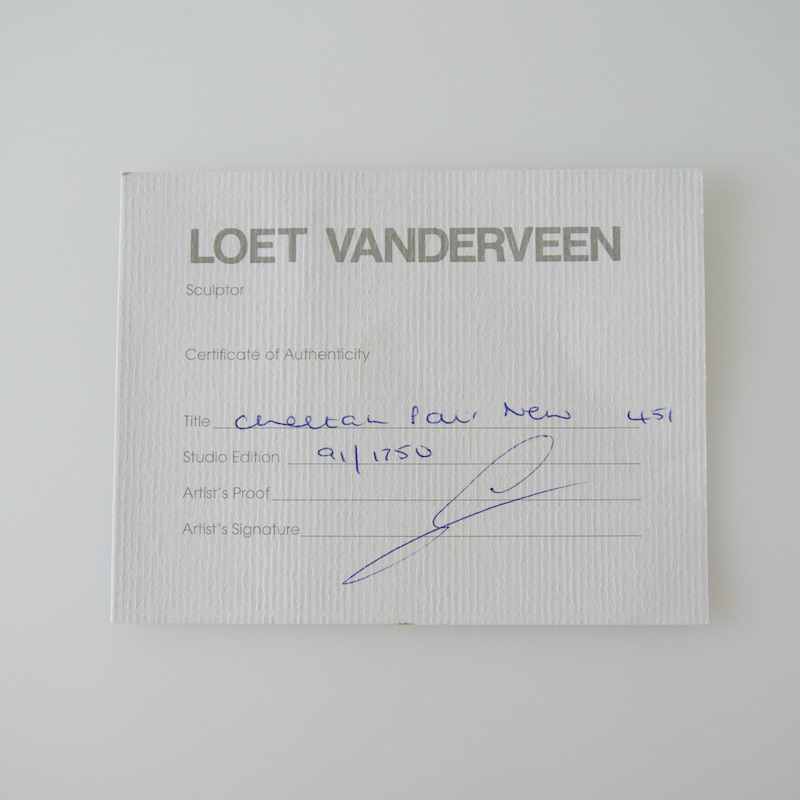 LOET VANDERVEEN
Sculptor
Certificate of Authenticity
Title Cheetah Pair New 451
Studio Edition 91/1750
Artist's Proof
Artist's Signature